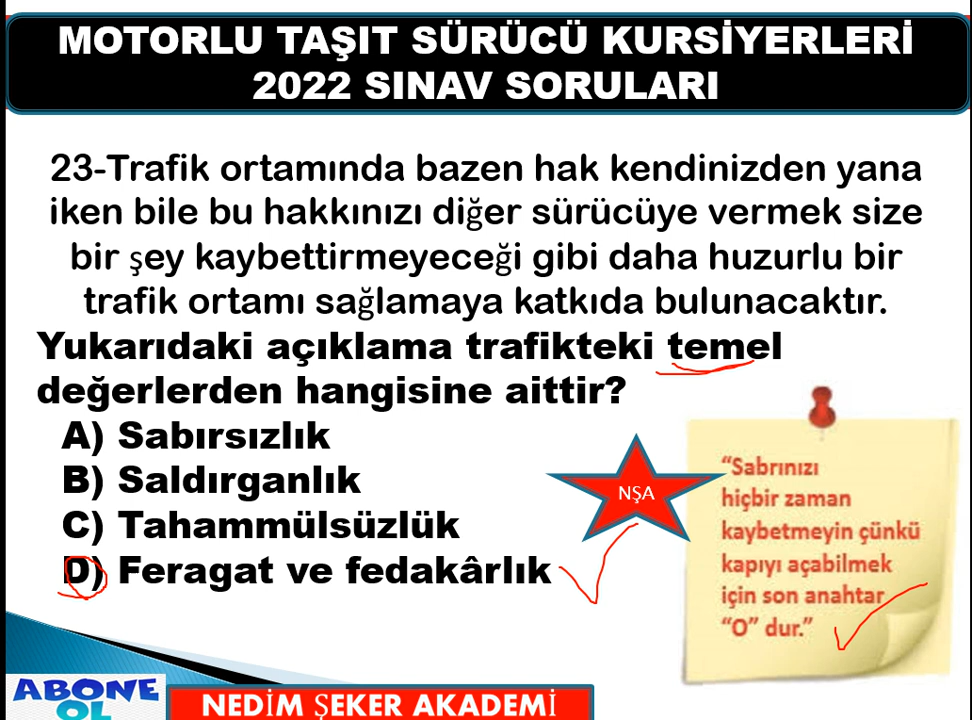 MOTORLU TAŞIT SÜRÜCÜ KURSİYERLERİ
2022 SINAV SORULARI
23-Trafik ortamında bazen hak kendinizden yana
iken bile bu hakkınızı diğer sürücüye vermek size
bir şey kaybettirmeyeceği gibi daha huzurlu bir
trafik ortamı sağlamaya katkıda bulunacaktır.
Yukarıdaki açıklama trafikteki temel
değerlerden hangisine aittir?
A) Sabırsızlık
B) Saldırganlık
C) Tahammülsüzlük
D) Feragat ve fedakârlık
NŞA
“Sabrınızı
hiçbir zaman
kaybetmeyin çünkü
kapıyı açabilmek
için son anahtar
“O” dur.”
ABONE
OL
NEDİM ŞEKER AKADEMİ